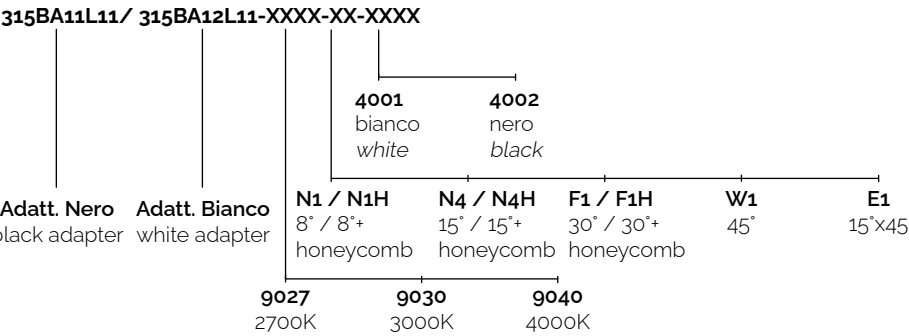 315BA11L11/ 315BA12L11-XXXX-XX-XXXX
4001 4002
bianco nero
white black
Adatt. Nero Adatt. Bianco
black adapter white adapter
N1 / N1H N4 / N4H F1 / F1H W1 E1
8° / 8°+ 15° / 15°+ 30° / 30°+ 45° 15°x45
honeycomb honeycomb honeycomb
9027 9030 9040
2700K 3000K 4000K